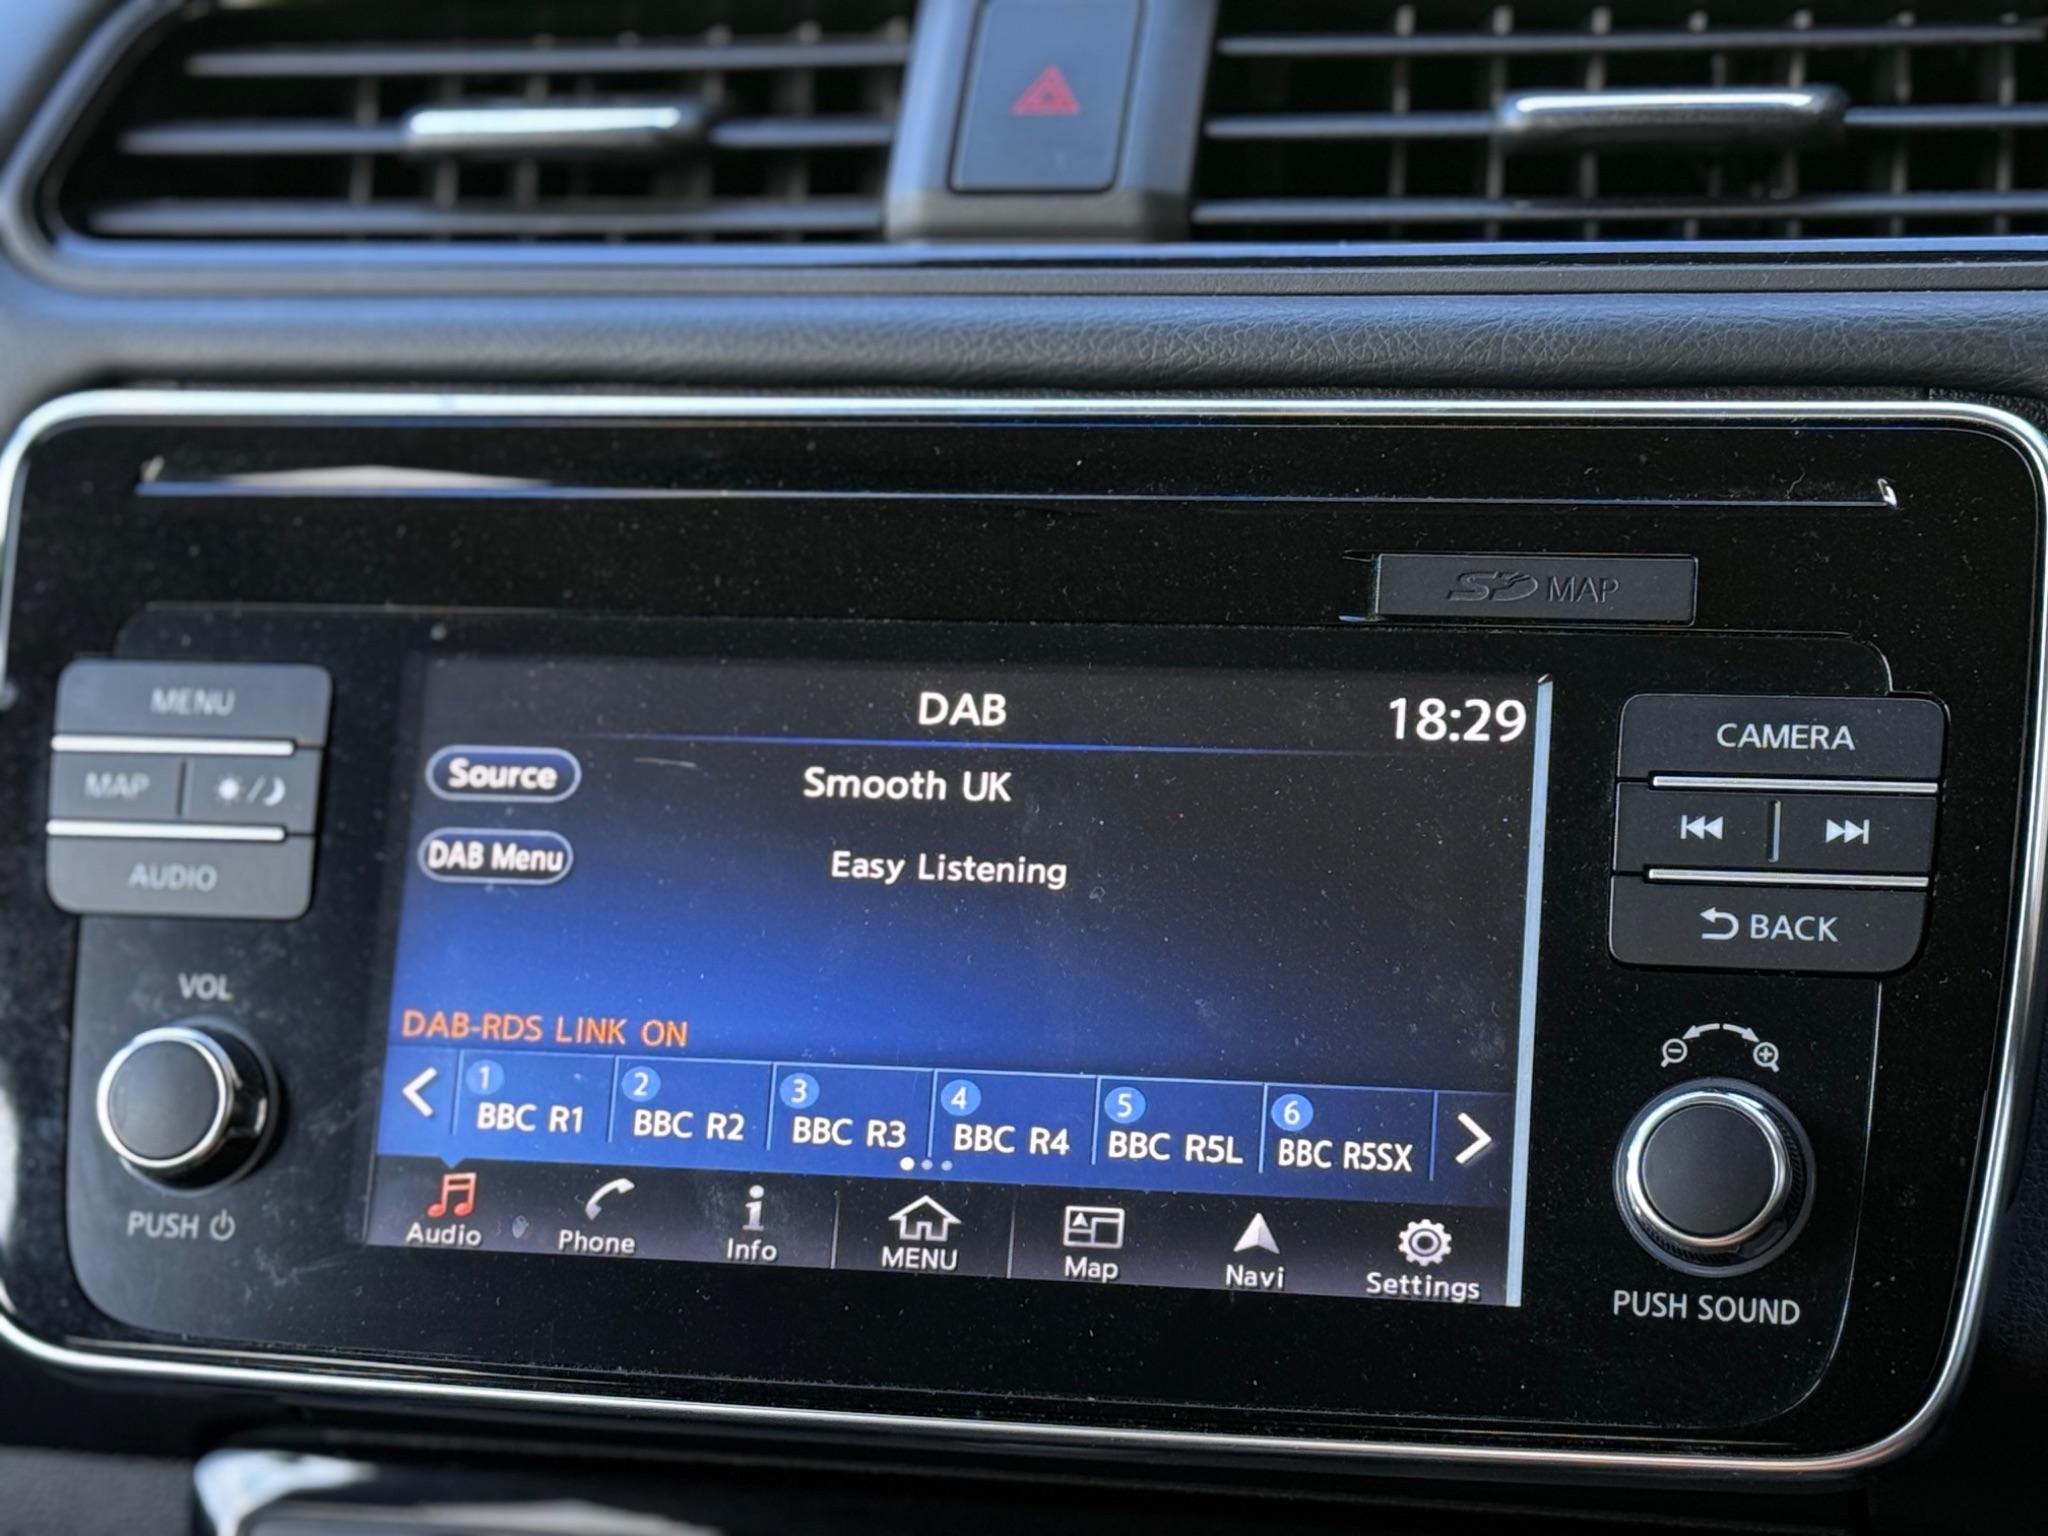 SD MAP
MENU
MAP
AUDIO
VOL
PUSH
DAB
18:29
Source
Smooth UK
DAB Menu
Easy Listening
DAB-RDS LINK ON
1 2 3 4 5 6
BBC R1 BBC R2 BBC R3 BBC R4 BBC R5L BBC R5SX
Audio Phone Info MENU Map Navi Settings
CAMERA
BACK
PUSH SOUND